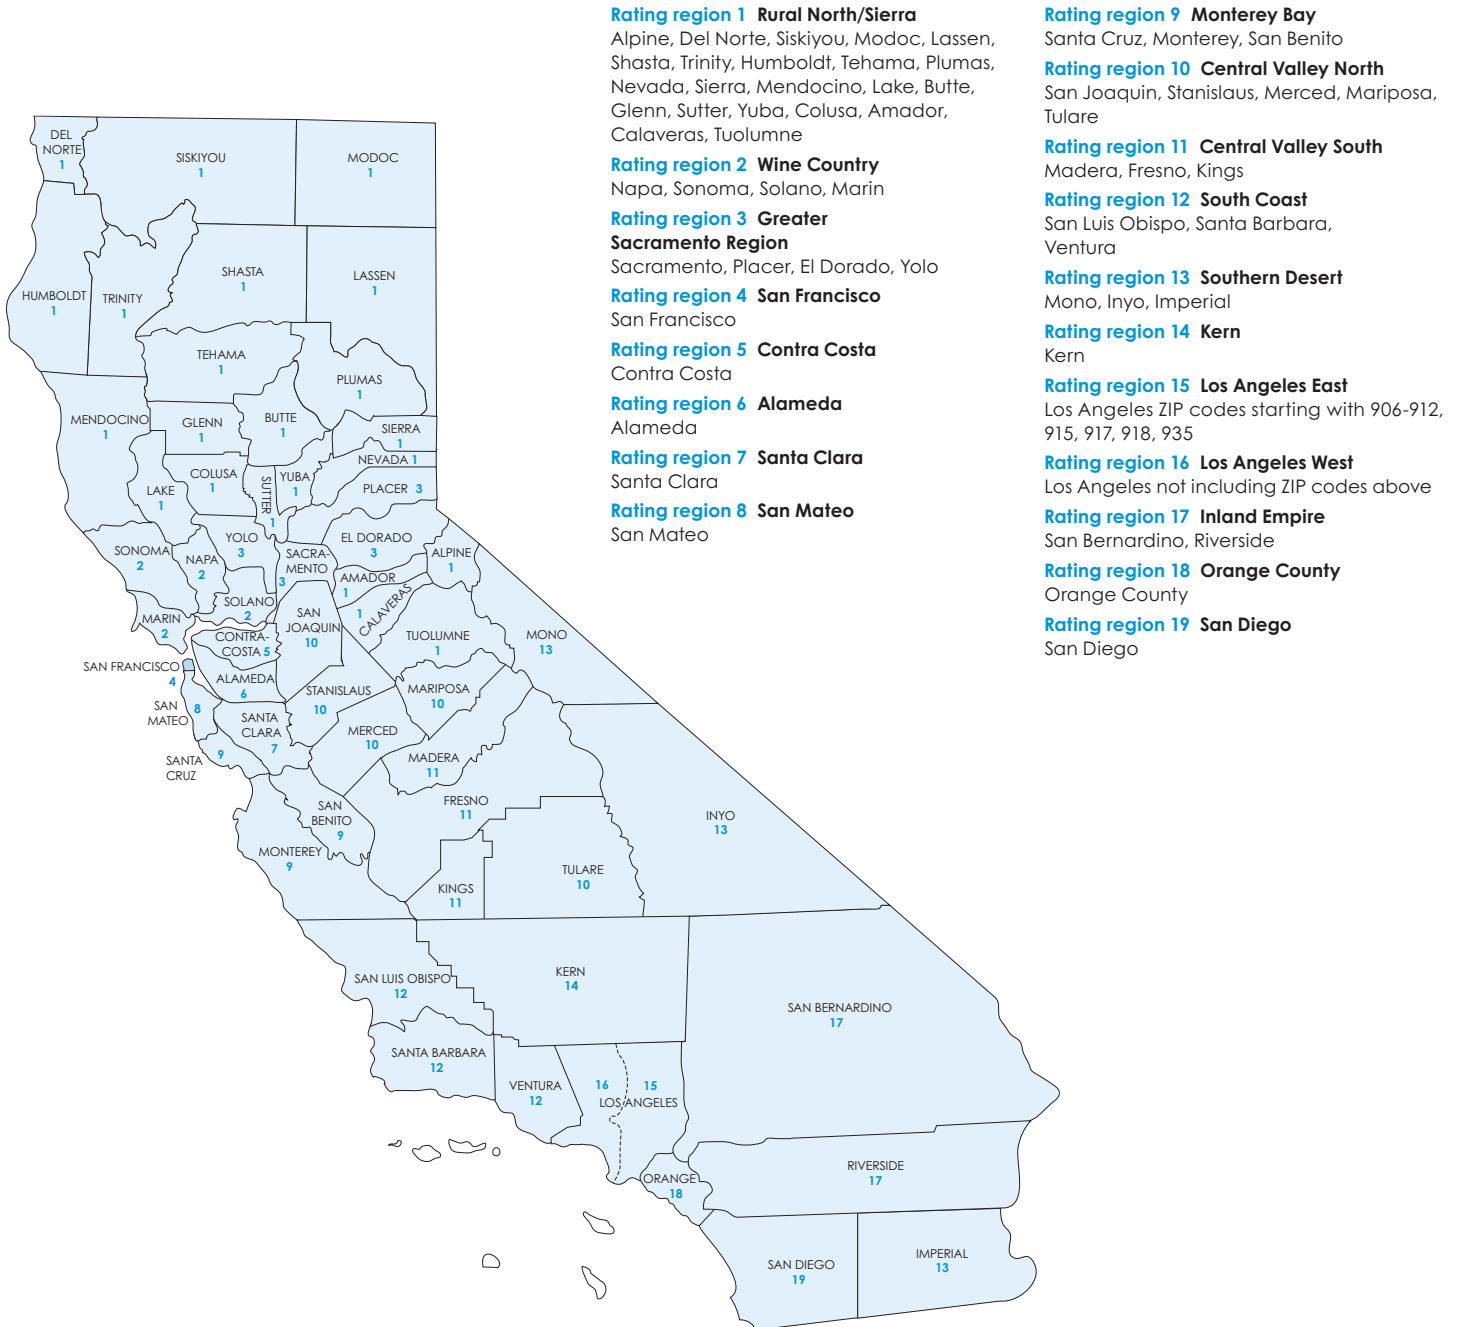 Rating region 1 Rural North/Sierra
Alpine, Del Norte, Siskiyou, Modoc, Lassen,
Shasta, Trinity, Humboldt, Tehama, Plumas,
Nevada, Sierra, Mendocino, Lake, Butte,
Glenn, Sutter, Yuba, Colusa, Amador,
Calaveras, Tuolumne
Rating region 2 Wine Country
Napa, Sonoma, Solano, Marin
Rating region 3 Greater
Sacramento Region
Sacramento, Placer, El Dorado, Yolo
Rating region 4 San Francisco
San Francisco
Rating region 5 Contra Costa
Contra Costa
Rating region 6 Alameda
Alameda
Rating region 7 Santa Clara
Santa Clara
Rating region 8 San Mateo
San Mateo
Rating region 9 Monterey Bay
Santa Cruz, Monterey, San Benito
Rating region 10 Central Valley North
San Joaquin, Stanislaus, Merced, Mariposa,
Tulare
Rating region 11 Central Valley South
Madera, Fresno, Kings
Rating region 12 South Coast
San Luis Obispo, Santa Barbara,
Ventura
Rating region 13 Southern Desert
Mono, Inyo, Imperial
Rating region 14 Kern
Kern
Rating region 15 Los Angeles East
Los Angeles ZIP codes starting with 906-912,
915, 917, 918, 935
Rating region 16 Los Angeles West
Los Angeles not including ZIP codes above
Rating region 17 Inland Empire
San Bernardino, Riverside
Rating region 18 Orange County
Orange County
Rating region 19 San Diego
San Diego
DEL
NORTE
1
SISKIYOU
1
MODOC
1
HUMBOLDT
1
TRINITY
1
SHASTA
1
LASSEN
1
TEHAMA
1
PLUMAS
1
MENDOCINO
1
GLENN
1
BUTTE
1
SIERRA
1
NEVADA 1
COLUSA
1
SUTTER
1
YUBA
1
PLACER 3
LAKE
1
SONOMA
2
NAPA
2
YOLO
3
SACRA-
MENTO
3
EL DORADO
3
ALPINE
1
AMADOR
1
CALAVERAS
1
SOLANO
2
MARIN
2
SAN
JOAQUIN
10
CONTRA-
COSTA 5
TUOLUMNE
1
MONO
13
SAN FRANCISCO
4
ALAMEDA
6
STANISLAUS
10
MARIPOSA
10
SAN
MATEO
8
SANTA
CLARA
7
MERCED
10
SANTA
CRUZ
9
MADERA
11
FRESNO
11
SAN
BENITO
9
MONTEREY
9
INYO
13
TULARE
10
KINGS
11
SAN LUIS OBISPO
12
KERN
14
SAN BERNARDINO
17
SANTA BARBARA
12
VENTURA
12
16
15
LOS ANGELES
RIVERSIDE
17
ORANGE
18
SAN DIEGO
19
IMPERIAL
13